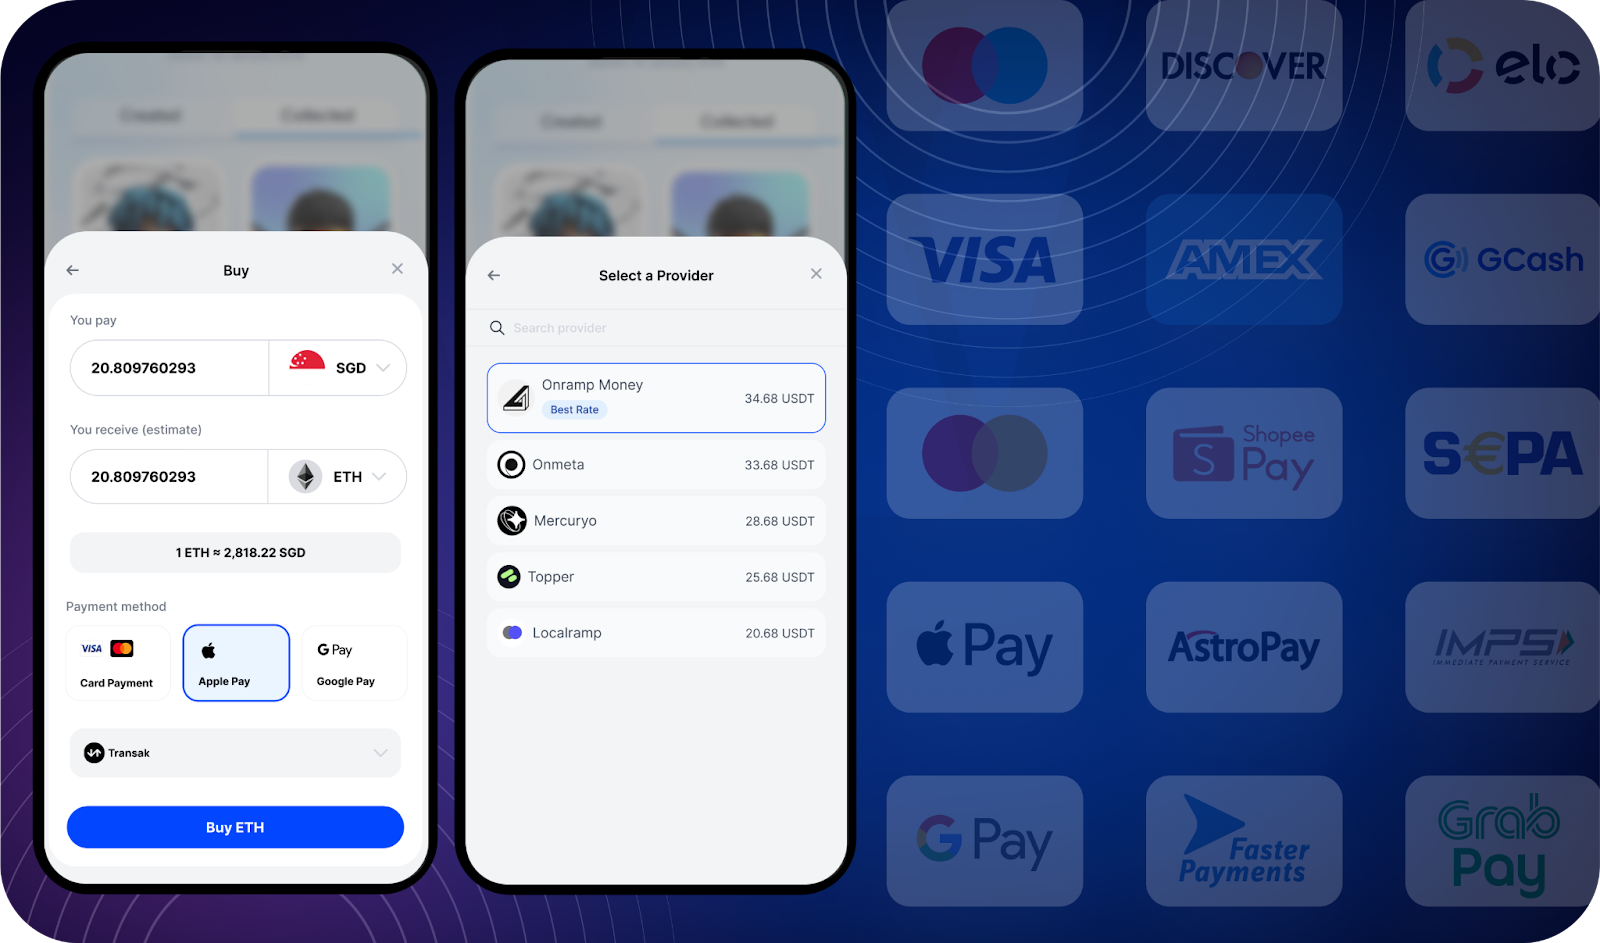 Created Collected
Buy
You pay
20.809760293 SGD
You receive (estimate)
20.809760293 ETH
1 ETH ≈ 2,818.22 SGD
Payment method
VISA
G Pay
Card Payment Apple Pay Google Pay
Transak
Buy ETH
Created Collected
Select a Provider
Search provider
Onramp Money
Best Rate
34.68 USDT
Onmeta 33.68 USDT
Mercuryo 28.68 USDT
Topper 25.68 USDT
Localramp 20.68 USDT
DISCOVER elo
VISA AMEX GCash
S Shopee
Pay
S€PA
Pay AstroPay IMPS
IMMEDIATE PAYMENT SERVICE
G Pay Faster
Payments
Grab
Pay